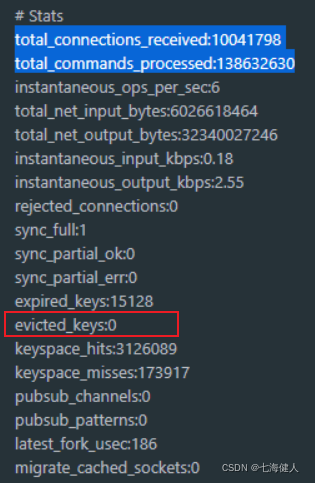 # Stats
total_connections_received:10041798
total_commands_processed:138632630
instantaneous_ops_per_sec:6
total_net_input_bytes:6026618464
total_net_output_bytes:32340027246
instantaneous_input_kbps:0.18
instantaneous_output_kbps:2.55
rejected_connections:0
sync_full:1
sync_partial_ok:0
sync_partial_err:0
expired_keys:15128
evicted_keys:0
keyspace_hits:3126089
keyspace_misses:173917
pubsub_channels:0
pubsub_patterns:0
latest_fork_usec:186
migrate_cached_sockets:0
CSDN @七海健人